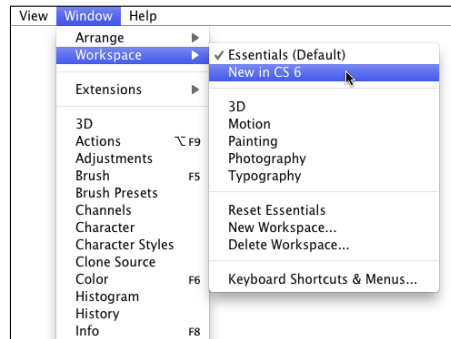 View Window Help
Arrange ▶
Workspace ▶
Extensions ▶
3D
Actions ⌥ F9
Adjustments
Brush F5
Brush Presets
Channels
Character
Character Styles
Clone Source
Color F6
Histogram
History
Info F8
✓ Essentials (Default)
New in CS 6
3D
Motion
Painting
Photography
Typography
Reset Essentials
New Workspace...
Delete Workspace...
Keyboard Shortcuts & Menus...